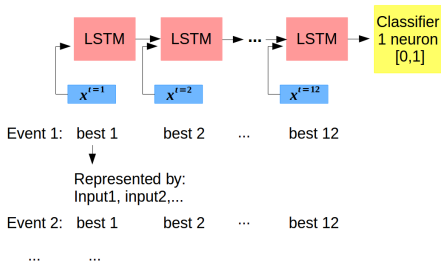 LSTM LSTM ... LSTM
Classifier
1 neuron
[0,1]
x^{t=1} x^{t=2} x^{t=12}
Event 1: best 1 best 2 ... best 12
Represented by:
Input1, input2,...
Event 2: best 1 best 2 ... best 12
... ...